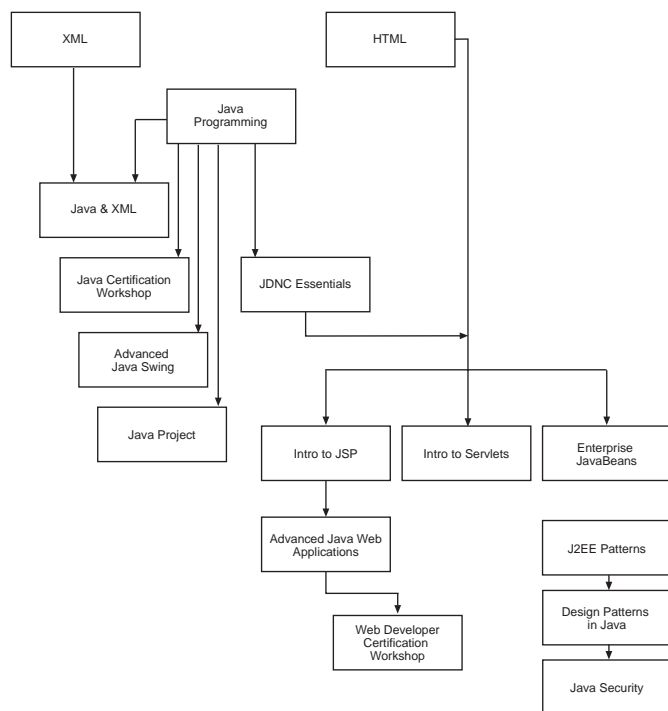 XML
HTML
Java
Programming
Java & XML
Java Certification
Workshop
JDNC Essentials
Advanced
Java Swing
Java Project
Intro to JSP
Intro to Servlets
Enterprise
JavaBeans
Advanced Java Web
Applications
J2EE Patterns
Design Patterns
in Java
Web Developer
Certification
Workshop
Java Security